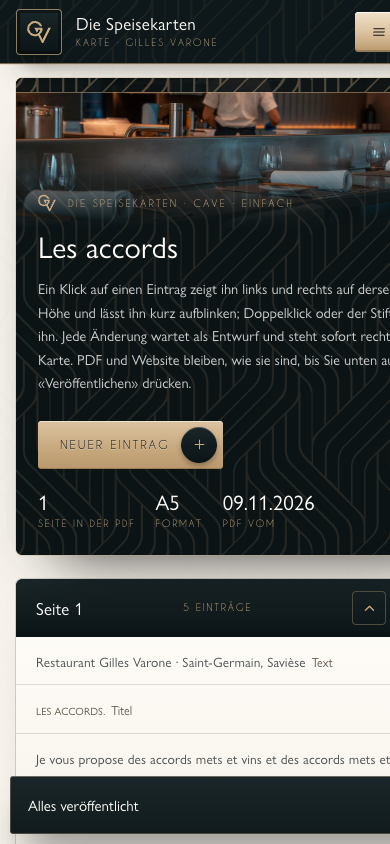 GV
Die Speisekarten
KARTE · GILLES VARONE
GV DIE SPEISEKARTEN · CAVE · EINFACH
Les accords
Ein Klick auf einen Eintrag zeigt ihn links und rechts auf
Höhe und lässt ihn kurz aufblinken; Doppelklick oder der
ihn. Jede Änderung wartet als Entwurf und steht sofort
Karte. PDF und Website bleiben, wie sie sind, bis Sie unten
«Veröffentlichen» drücken.
NEUER EINTRAG +
1 A5 09.11.2026
SEITE IN DER PDF FORMAT PDF VOM
Seite 1 5 EINTRÄGE
Restaurant Gilles Varone · Saint-Germain, Savièse Text
LES ACCORDS. Titel
Je vous propose des accords mets et vins et des accords mets
Alles veröffentlicht